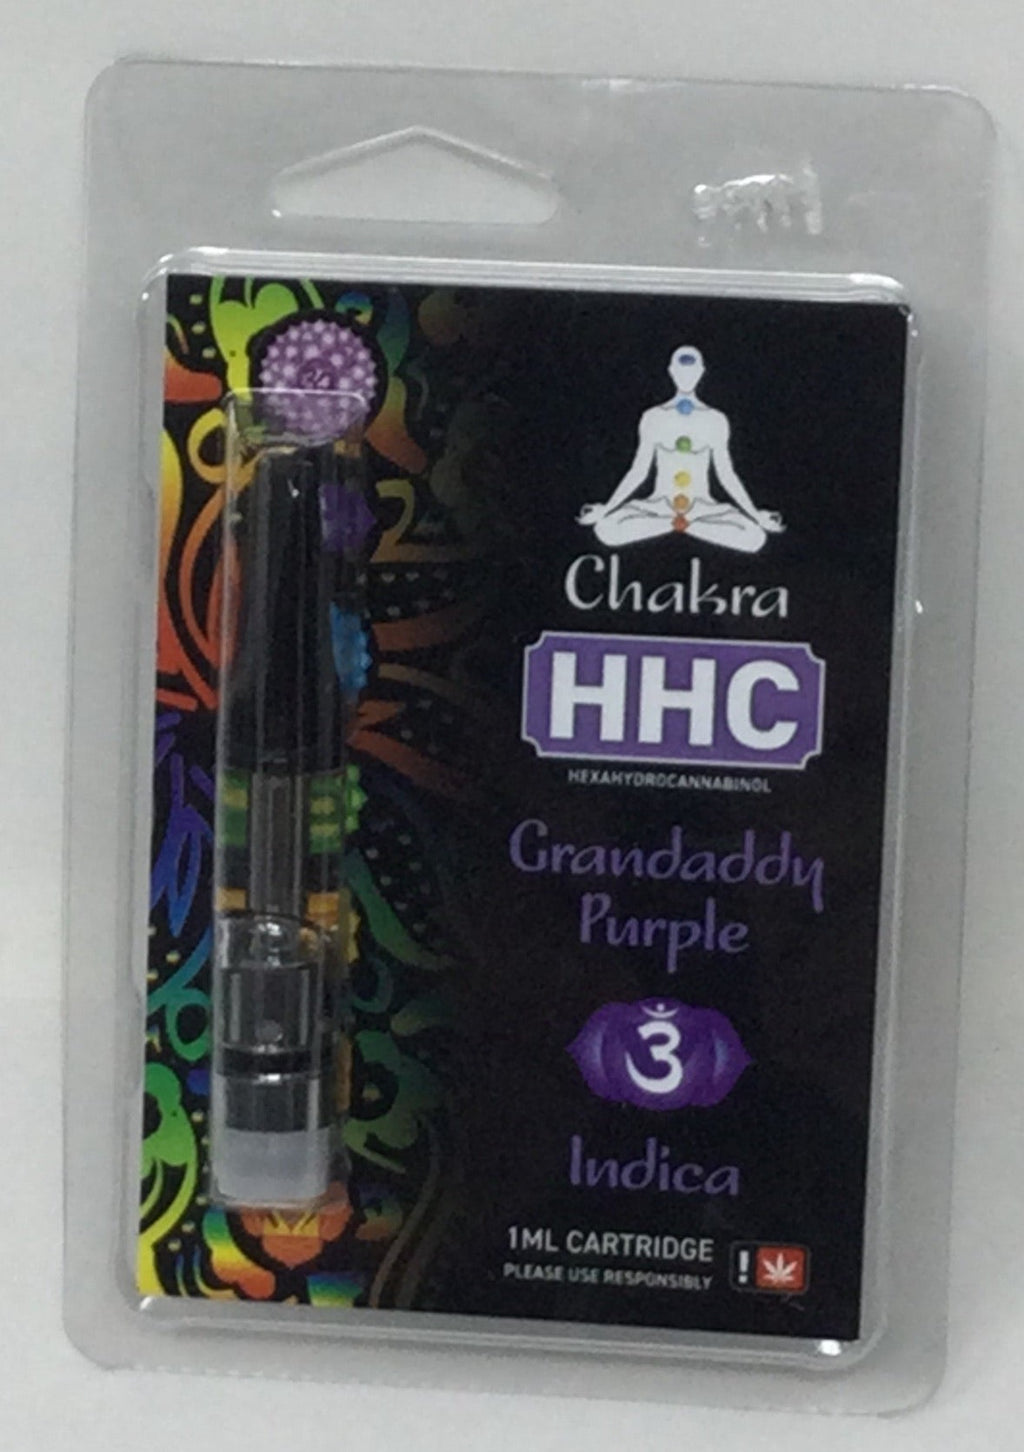 Chakra
HHC
HEXAHYDROCANNABINOL
Grandaddy
Purple
Indica
1ML CARTRIDGE
PLEASE USE RESPONSIBLY
!